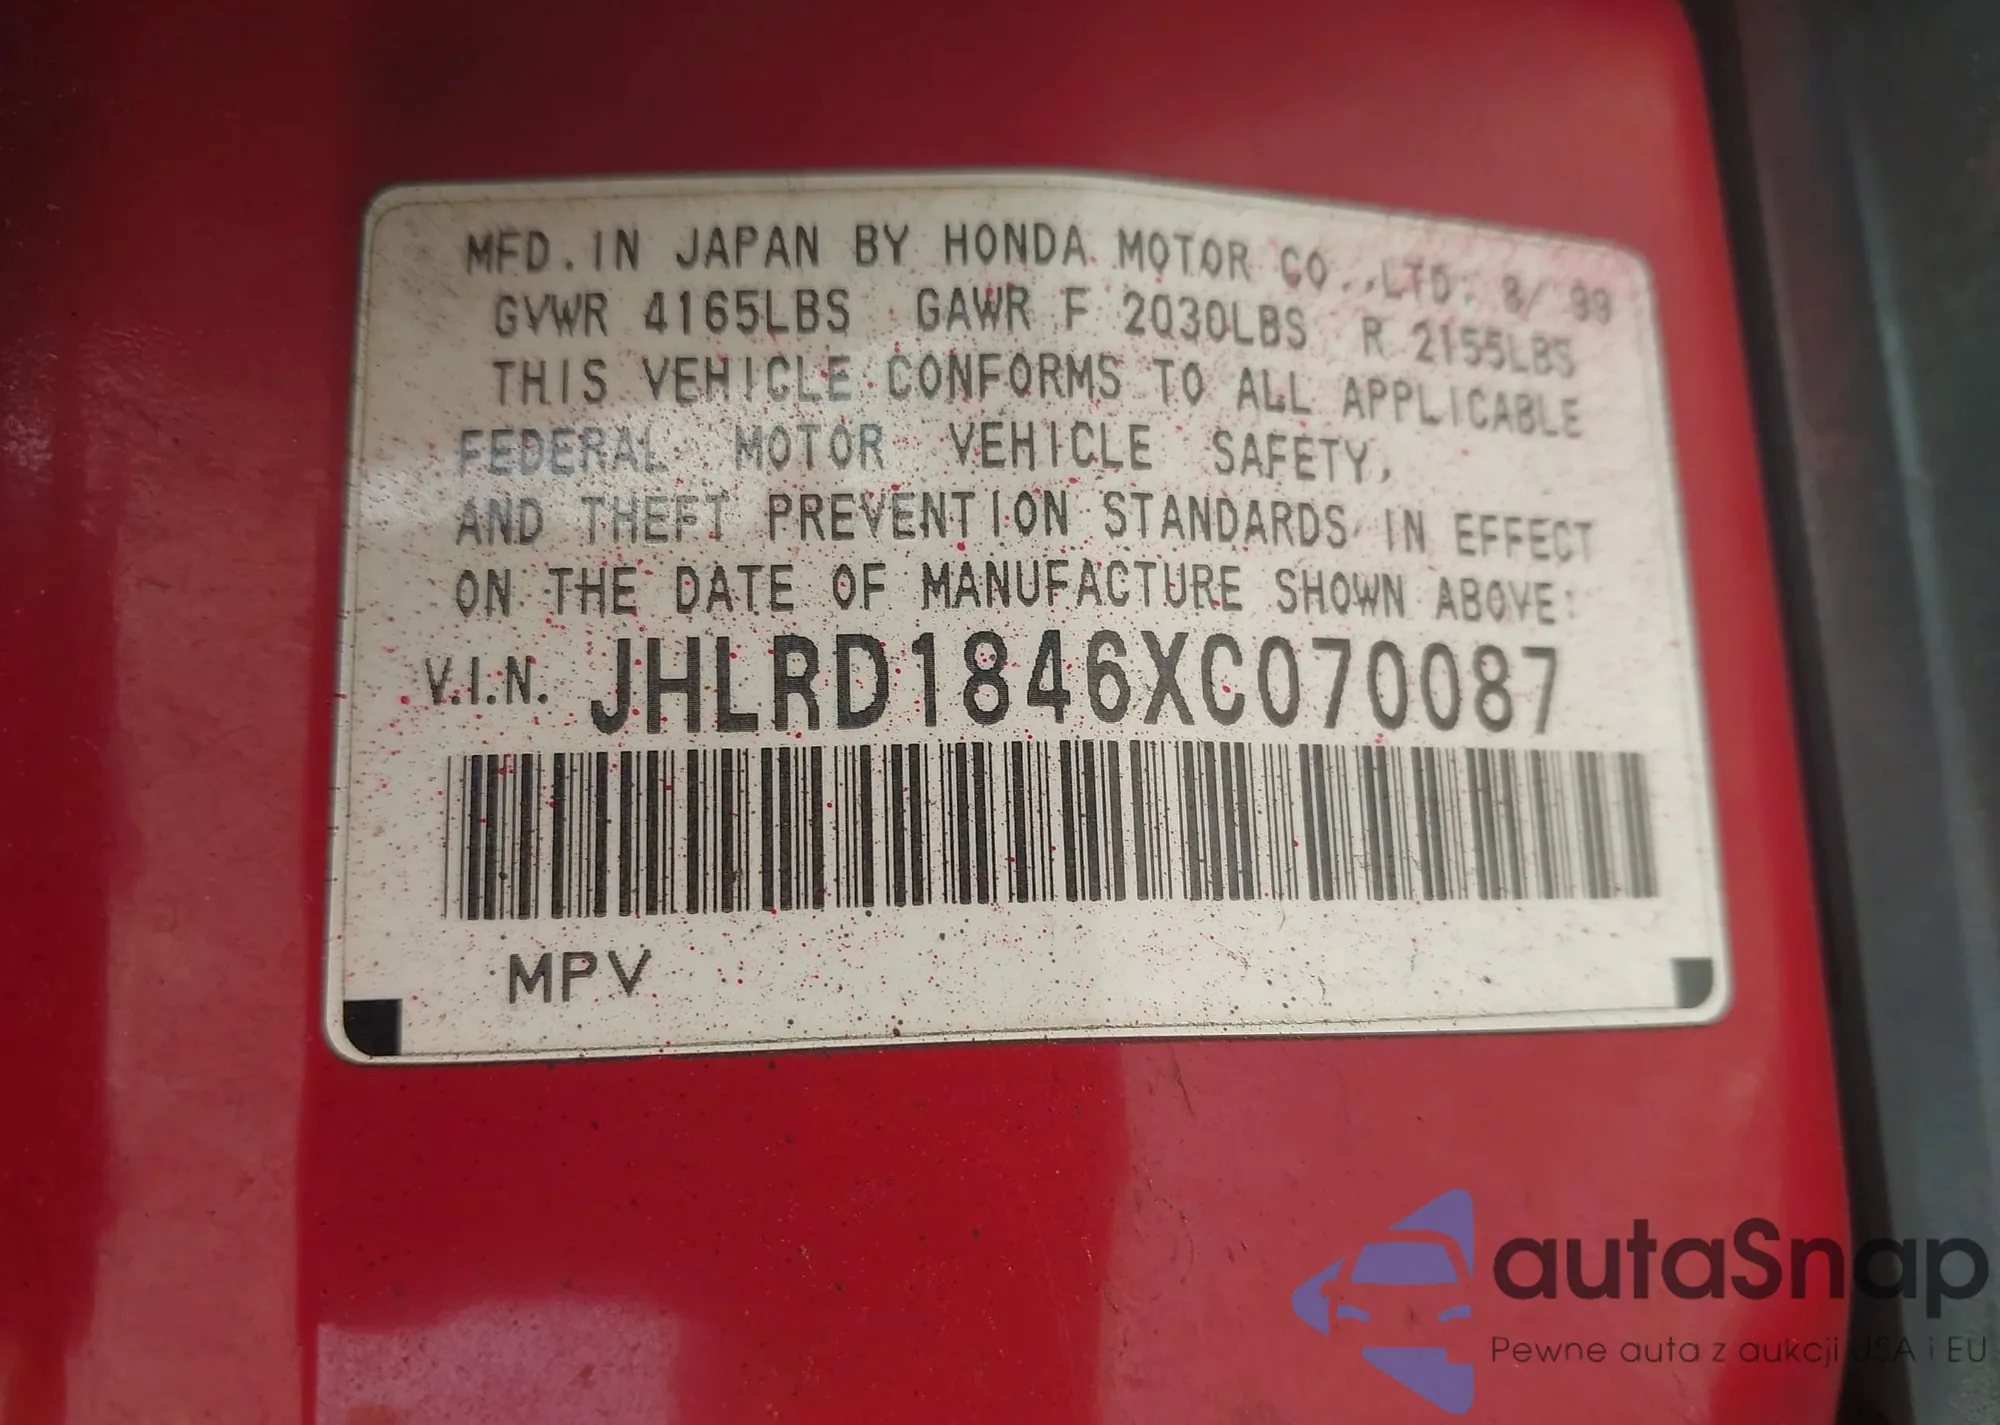 MFD. IN JAPAN BY HONDA MOTOR CO.,LTD. 8/ 99
GVWR 4165LBS GAWR F 2030LBS R 2155LBS
THIS VEHICLE CONFORMS TO ALL APPLICABLE
FEDERAL MOTOR VEHICLE SAFETY,
AND THEFT PREVENTION STANDARDS IN EFFECT
ON THE DATE OF MANUFACTURE SHOWN ABOVE:
V.I.N. JHLRD1846XC070087
MPV
autaSnap
Pewne auta z aukcji USA i EU